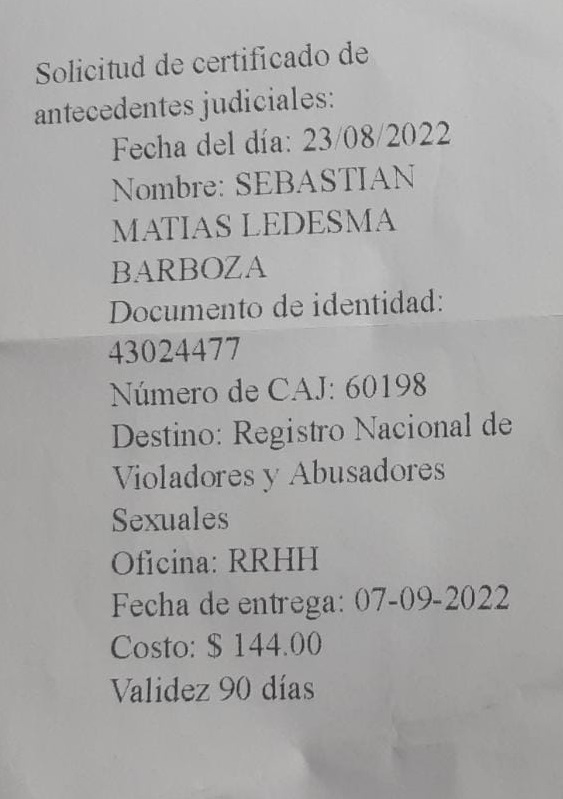 Solicitud de certificado de
antecedentes judiciales:
Fecha del día: 23/08/2022
Nombre: SEBASTIAN
MATIAS LEDESMA
BARBOZA
Documento de identidad:
43024477
Número de CAJ: 60198
Destino: Registro Nacional de
Violadores y Abusadores
Sexuales
Oficina: RRHH
Fecha de entrega: 07-09-2022
Costo: $ 144.00
Validez 90 días